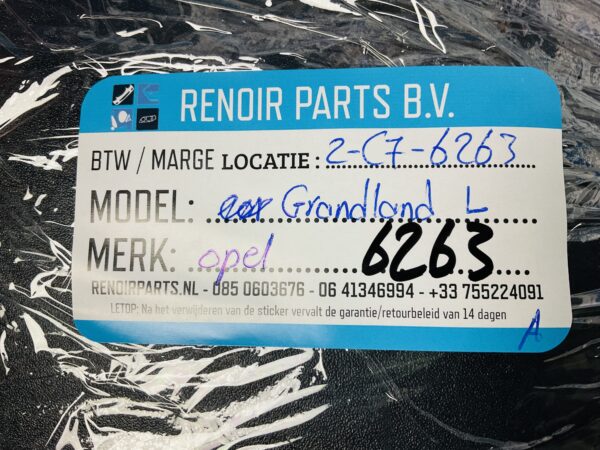 RENOIR PARTS B.V.
BTW / MARGE LOCATIE : 2-C7-6263
MODEL: Grandland L
MERK: opel 6263
RENOIRPARTS.NL - 085 0603676 - 06 41346994 - +33 755224091
LETOP; Na het verwijderen van de sticker vervalt de garantie/retourbeleid van 14 dagen
A